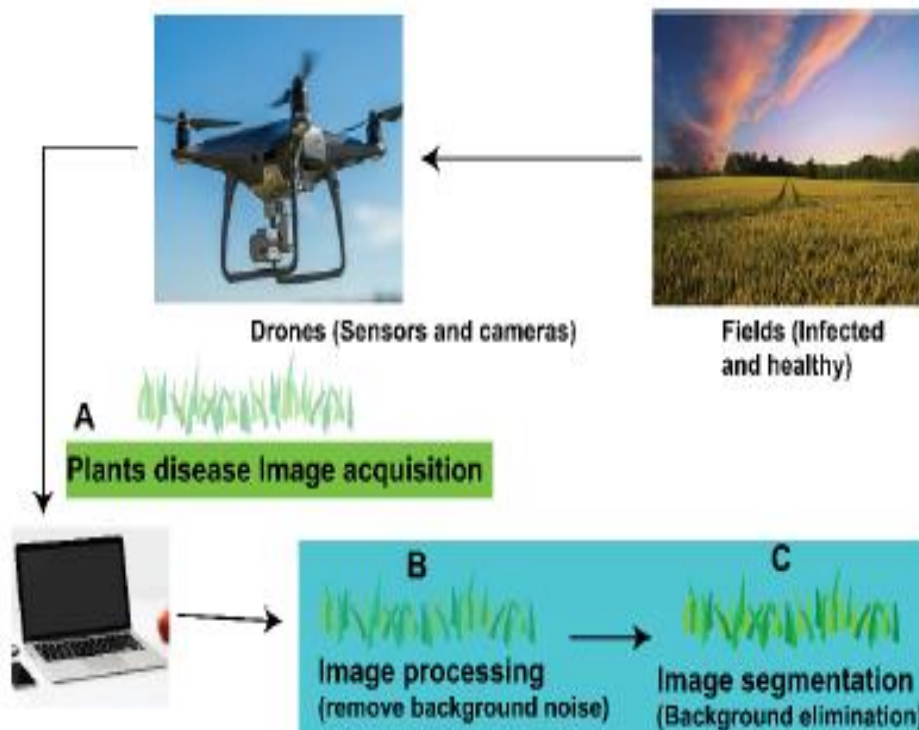 Drones (Sensors and cameras)
Fields (Infected
and healthy)
A
Plants disease Image acquisition
B
Image processing
(remove background noise)
C
Image segmentation
(Background elimination)